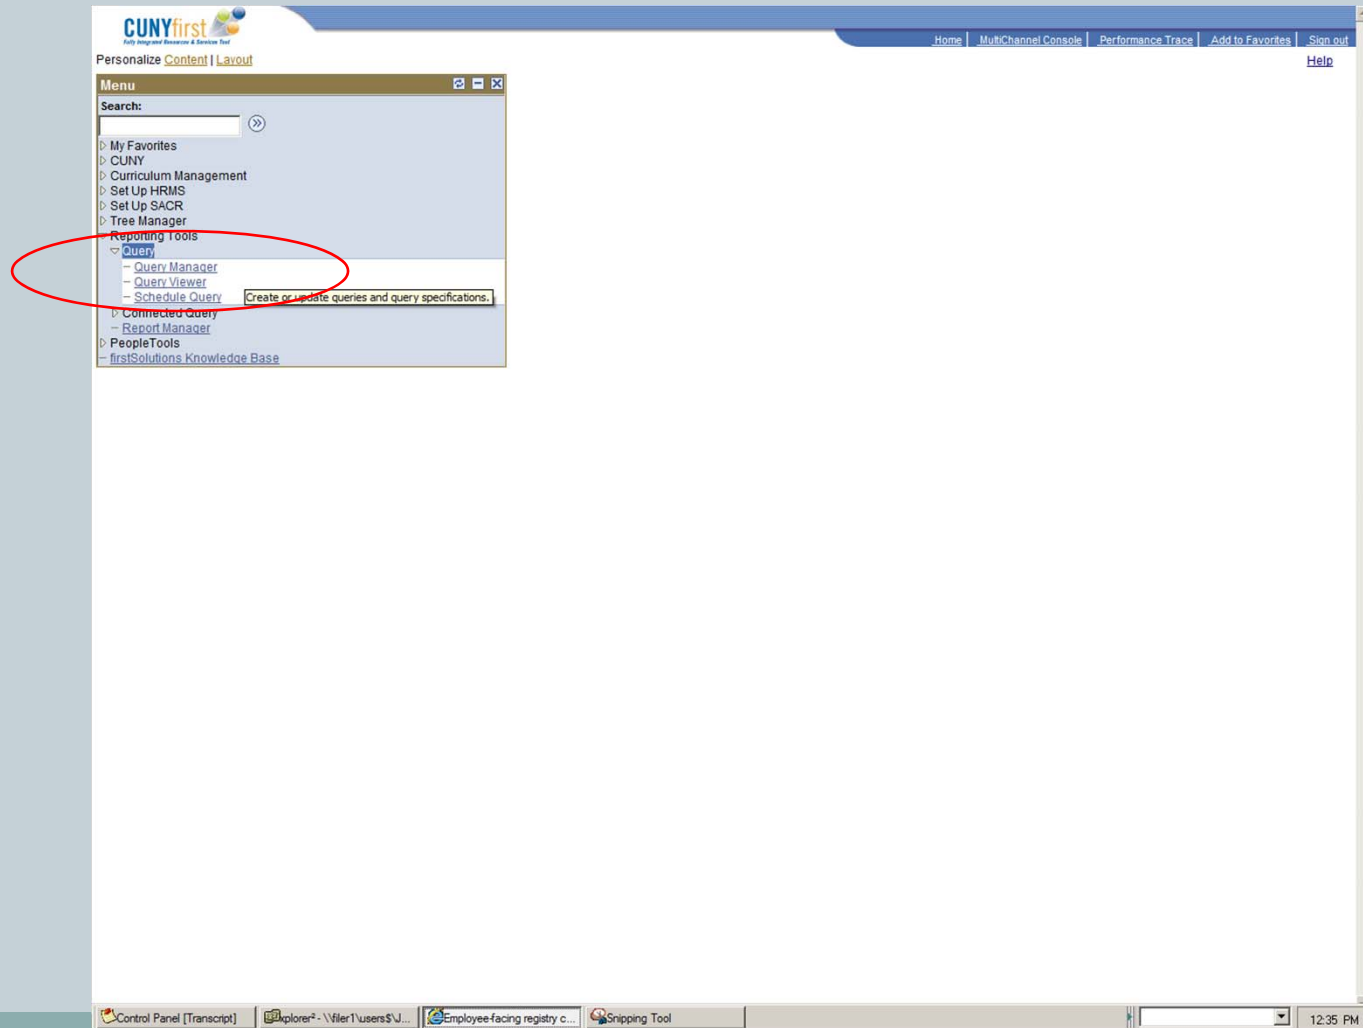 CUNYfirst
Fully Integrated Resources & Services Tool
Home MultiChannel Console Performance Trace Add to Favorites Sign out
Personalize Content | Layout
Help
Menu
Search:
My Favorites
CUNY
Curriculum Management
Set Up HRMS
Set Up SACR
Tree Manager
Reporting Tools
Query
Query Manager
Query Viewer
Schedule Query
Create or update queries and query specifications.
Connected Query
Report Manager
PeopleTools
firstSolutions Knowledge Base
Control Panel [Transcript] xplorer² - \\filer1\users$\J... Employee-facing registry c... Snipping Tool 12:35 PM